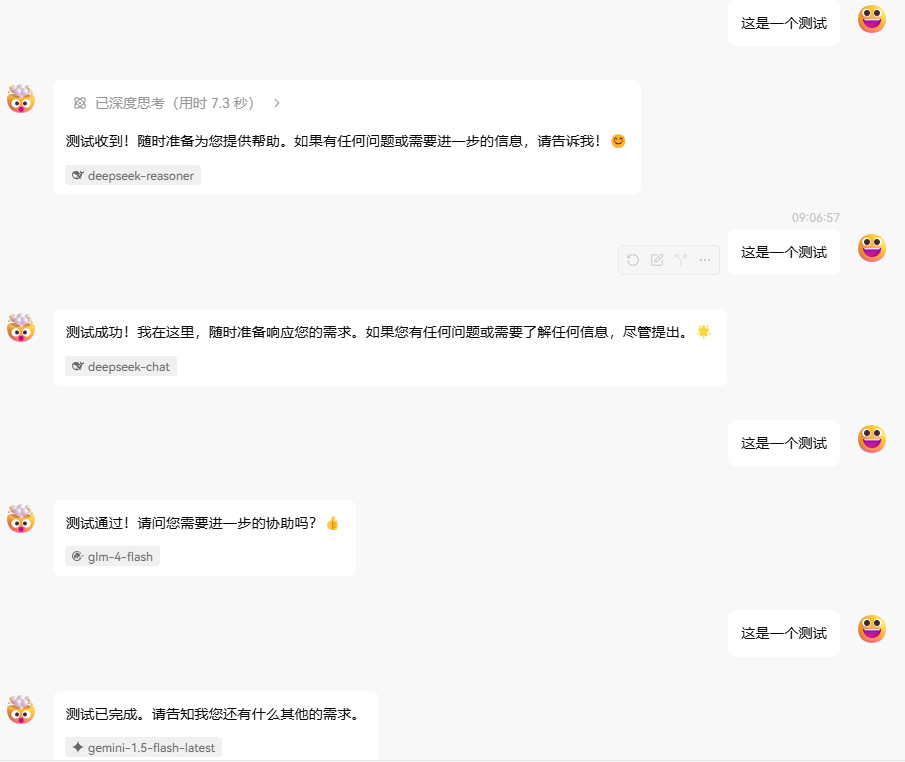 这是一个测试
已深度思考（用时 7.3 秒）
测试收到！随时准备为您提供帮助。如果有任何问题或需要进一步的信息，请告诉我！😊
deepseek-reasoner
09:06:57
这是一个测试
测试成功！我在这里，随时准备响应您的需求。如果您有任何问题或需要了解任何信息，尽管提出。🌟
deepseek-chat
这是一个测试
测试通过！请问您需要进一步的协助吗？👍
glm-4-flash
这是一个测试
测试已完成。请告知我您还有什么其他的需求。
gemini-1.5-flash-latest